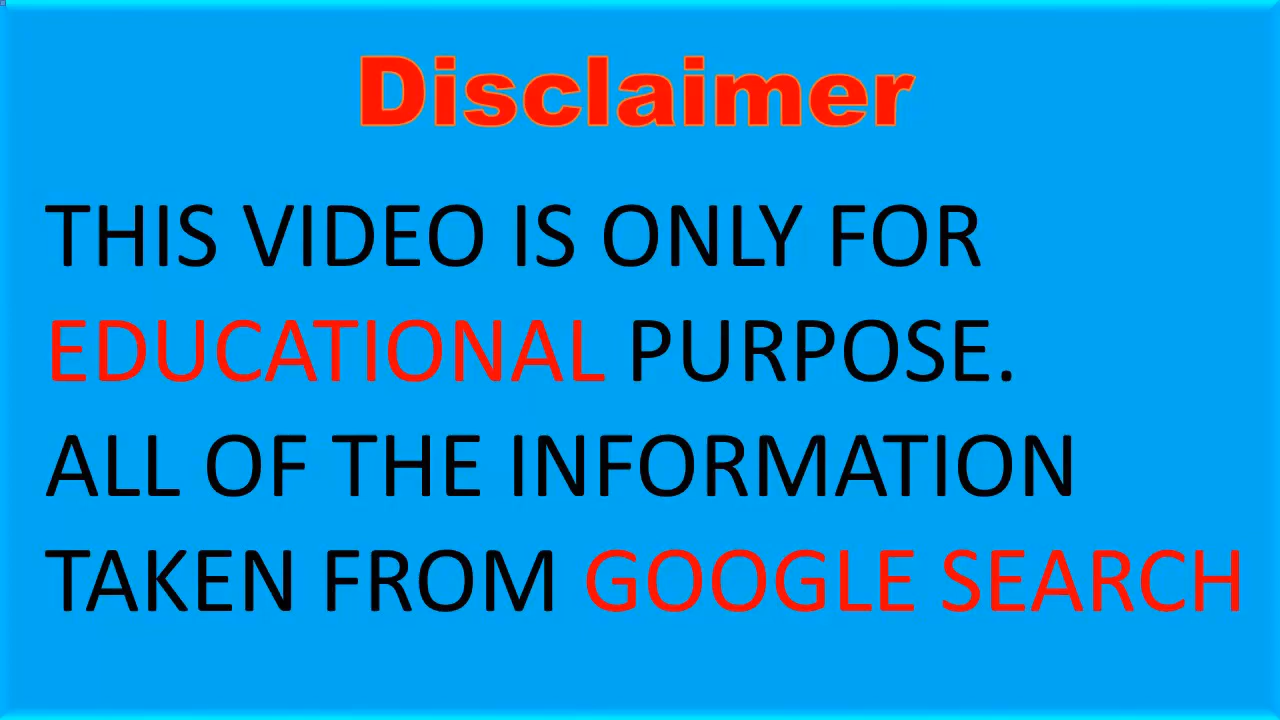 Disclaimer
THIS VIDEO IS ONLY FOR
EDUCATIONAL PURPOSE.
ALL OF THE INFORMATION
TAKEN FROM GOOGLE SEARCH